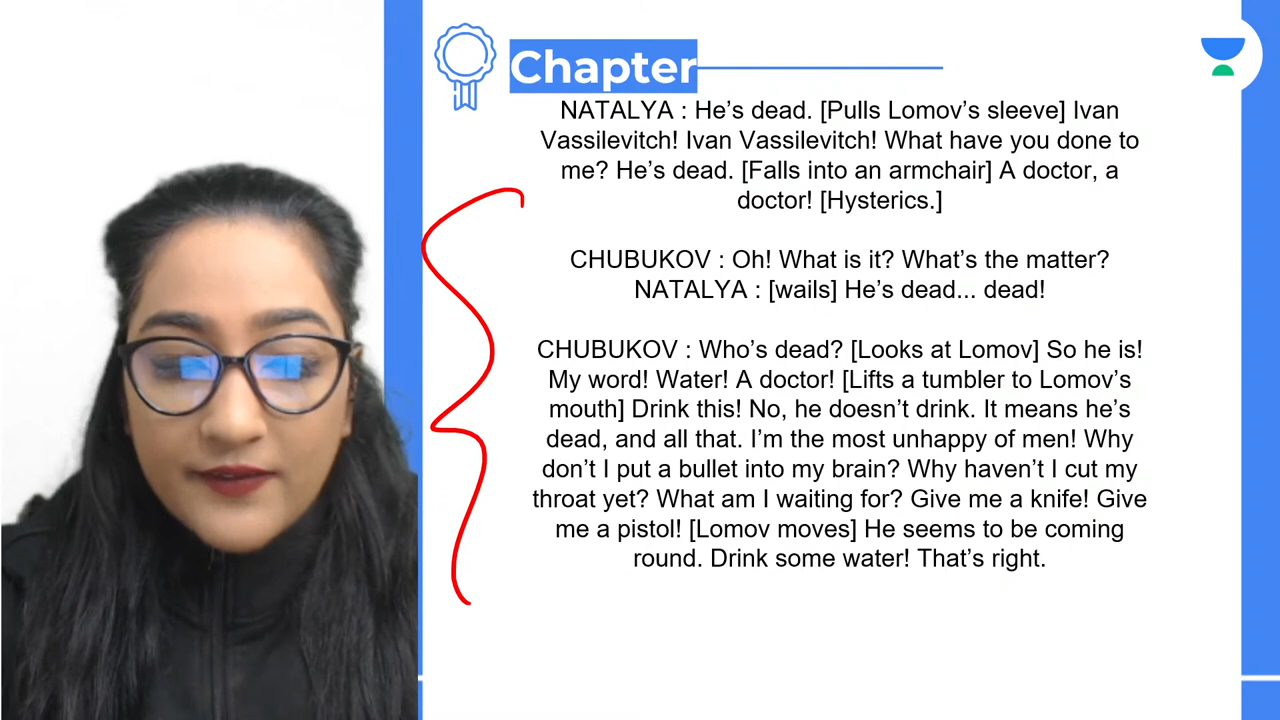 Chapter
NATALYA : He’s dead. [Pulls Lomov’s sleeve] Ivan
Vassilevitch! Ivan Vassilevitch! What have you done to
me? He’s dead. [Falls into an armchair] A doctor, a
doctor! [Hysterics.]
CHUBUKOV : Oh! What is it? What’s the matter?
NATALYA : [wails] He’s dead... dead!
CHUBUKOV : Who’s dead? [Looks at Lomov] So he is!
My word! Water! A doctor! [Lifts a tumbler to Lomov’s
mouth] Drink this! No, he doesn’t drink. It means he’s
dead, and all that. I’m the most unhappy of men! Why
don’t I put a bullet into my brain? Why haven’t I cut my
throat yet? What am I waiting for? Give me a knife! Give
me a pistol! [Lomov moves] He seems to be coming
round. Drink some water! That’s right.